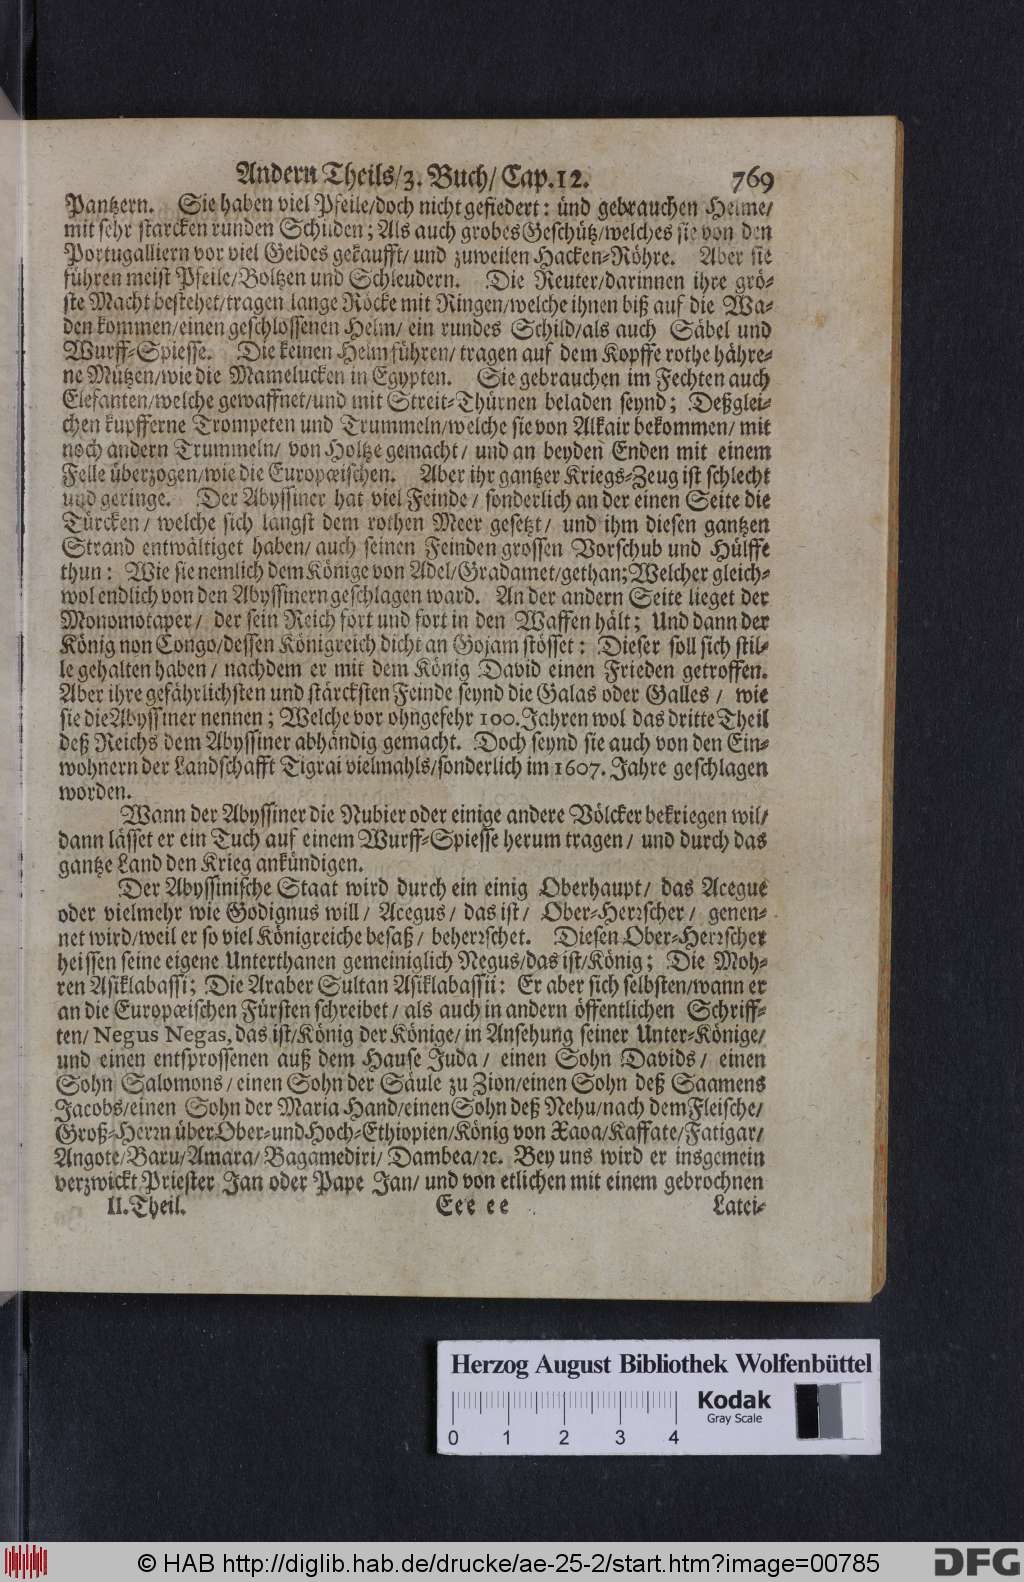 Andern Theils/3. Buch/ Cap.12. 769
Pantzern. Sie haben viel Pfeile/doch nicht gefiedert: und gebrauchen Helme/
mit sehr starcken runden Schilden; Als auch grobes Geschütz/welches sie von den
Portugalliern vor viel Geldes gekaufft/ und zuweilen Hacken-Röhre. Aber sie
führen meist Pfeile/Boltzen und Schleudern. Die Reuter/darinnen ihre grö-
ste Macht bestehet/tragen lange Röcke mit Ringen/welche ihnen biß auf die Wa-
den kommen/einen geschlossenen Helm/ ein rundes Schild/als auch Säbel und
Wurff-Spiesse. Die keinen Helm führen/ tragen auf dem Kopffe rothe hähre-
ne Mützen/wie die Mamelucken in Egypten. Sie gebrauchen im Fechten auch
Elefanten/welche gewaffnet/und mit Streit-Thürnen beladen seynd; Deßglei-
chen kupfferne Trompeten und Trummeln/welche sie von Alkair bekommen/ mit
noch andern Trummeln/ von Holtze gemacht/ und an beyden Enden mit einem
Felle überzogen/wie die Europœischen. Aber ihr gantzer Kriegs-Zeug ist schlecht
und geringe. Der Abyssiner hat viel Feinde/ sonderlich an der einen Seite die
Türcken/ welche sich langst dem rothen Meer gesetzt/ und ihm diesen gantzen
Strand entwältiget haben/ auch seinen Feinden grossen Vorschub und Hülffe
thun: Wie sie nemlich dem Könige von Adel/Gradamet/gethan; Welcher gleich-
wol endlich von den Abyssinern geschlagen ward. An der andern Seite lieget der
Monomotaper/ der sein Reich fort und fort in den Waffen hält; Und dann der
König non Congo/dessen Königreich dicht an Gojam stösset: Dieser soll sich stil-
le gehalten haben/ nachdem er mit dem König David einen Frieden getroffen.
Aber ihre gefährlichsten und stärcksten Feinde seynd die Galas oder Galles/ wie
sie die Abyssiner nennen; Welche vor ohngefehr 100. Jahren wol das dritte Theil
deß Reichs dem Abyssiner abhändig gemacht. Doch seynd sie auch von den Ein-
wohnern der Landschafft Tigrai vielmahls/sonderlich im 1607. Jahre geschlagen
worden.
Wann der Abyssiner die Nubier oder einige andere Völcker bekriegen wil/
dann lässet er ein Tuch auf einem Wurff-Spiesse herum tragen/ und durch das
gantze Land den Krieg ankündigen.
Der Abyssinische Staat wird durch ein einig Oberhaupt/ das Acegue
oder vielmehr wie Godignus will/ Acegus/ das ist/ Ober-Herrscher/ genen-
net wird/weil er so viel Königreiche besaß/ beherrschet. Diesen Ober-Herrscher
heissen seine eigene Unterthanen gemeiniglich Negus/das ist/König; Die Moh-
ren Asiklabassi; Die Araber Sultan Asiklabassii: Er aber sich selbsten/wann er
an die Europœischen Fürsten schreibet/ als auch in andern öffentlichen Schriff-
ten/ Negus Negas, das ist/König der Könige/ in Ansehung seiner Unter-Könige/
und einen entsprossenen auß dem Hause Juda/ einen Sohn Davids/ einen
Sohn Salomons/ einen Sohn der Säule zu Zion/einen Sohn deß Saamens
Jacobs/einen Sohn der Maria Hand/einen Sohn deß Nehu/nach dem Fleische/
Groß-Herrn über Ober-und Hoch-Ethiopien/König von Xaoa/Kaffate/Fatigar/
Angote/Baru/Amara/ Bagamediri/ Dambea/ꝛc. Bey uns wird er insgemein
verzwickt Priester Jan oder Pape Jan/ und von etlichen mit einem gebrochnen
II. Theil. Eee ee Latei-
Herzog August Bibliothek Wolfenbüttel
Kodak
Gray Scale
0 1 2 3 4
© HAB http://diglib.hab.de/drucke/ae-25-2/start.htm?image=00785
DFG